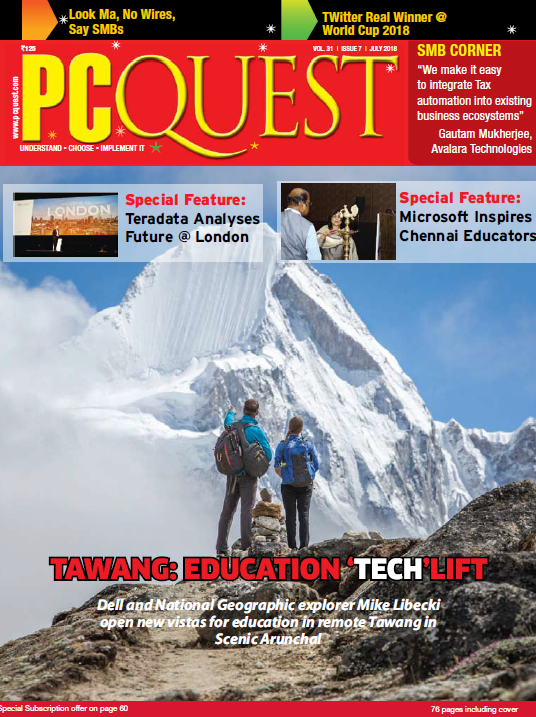 Look Ma, No Wires,
Say SMBs
TWitter Real Winner @
World Cup 2018
₹125
VOL. 31 | ISSUE 7 | JULY 2018
www.pcquest.com
PCQUEST
UNDERSTAND • CHOOSE • IMPLEMENT IT
SMB CORNER
“We make it easy
to integrate Tax
automation into existing
business ecosystems”
Gautam Mukherjee,
Avalara Technologies
LONDON
Special Feature:
Teradata Analyses
Future @ London
Special Feature:
Microsoft Inspires
Chennai Educators
TAWANG: EDUCATION ‘TECH’LIFT
Dell and National Geographic explorer Mike Libecki
open new vistas for education in remote Tawang in
Scenic Arunchal
Special Subscription offer on page 60
76 pages including cover